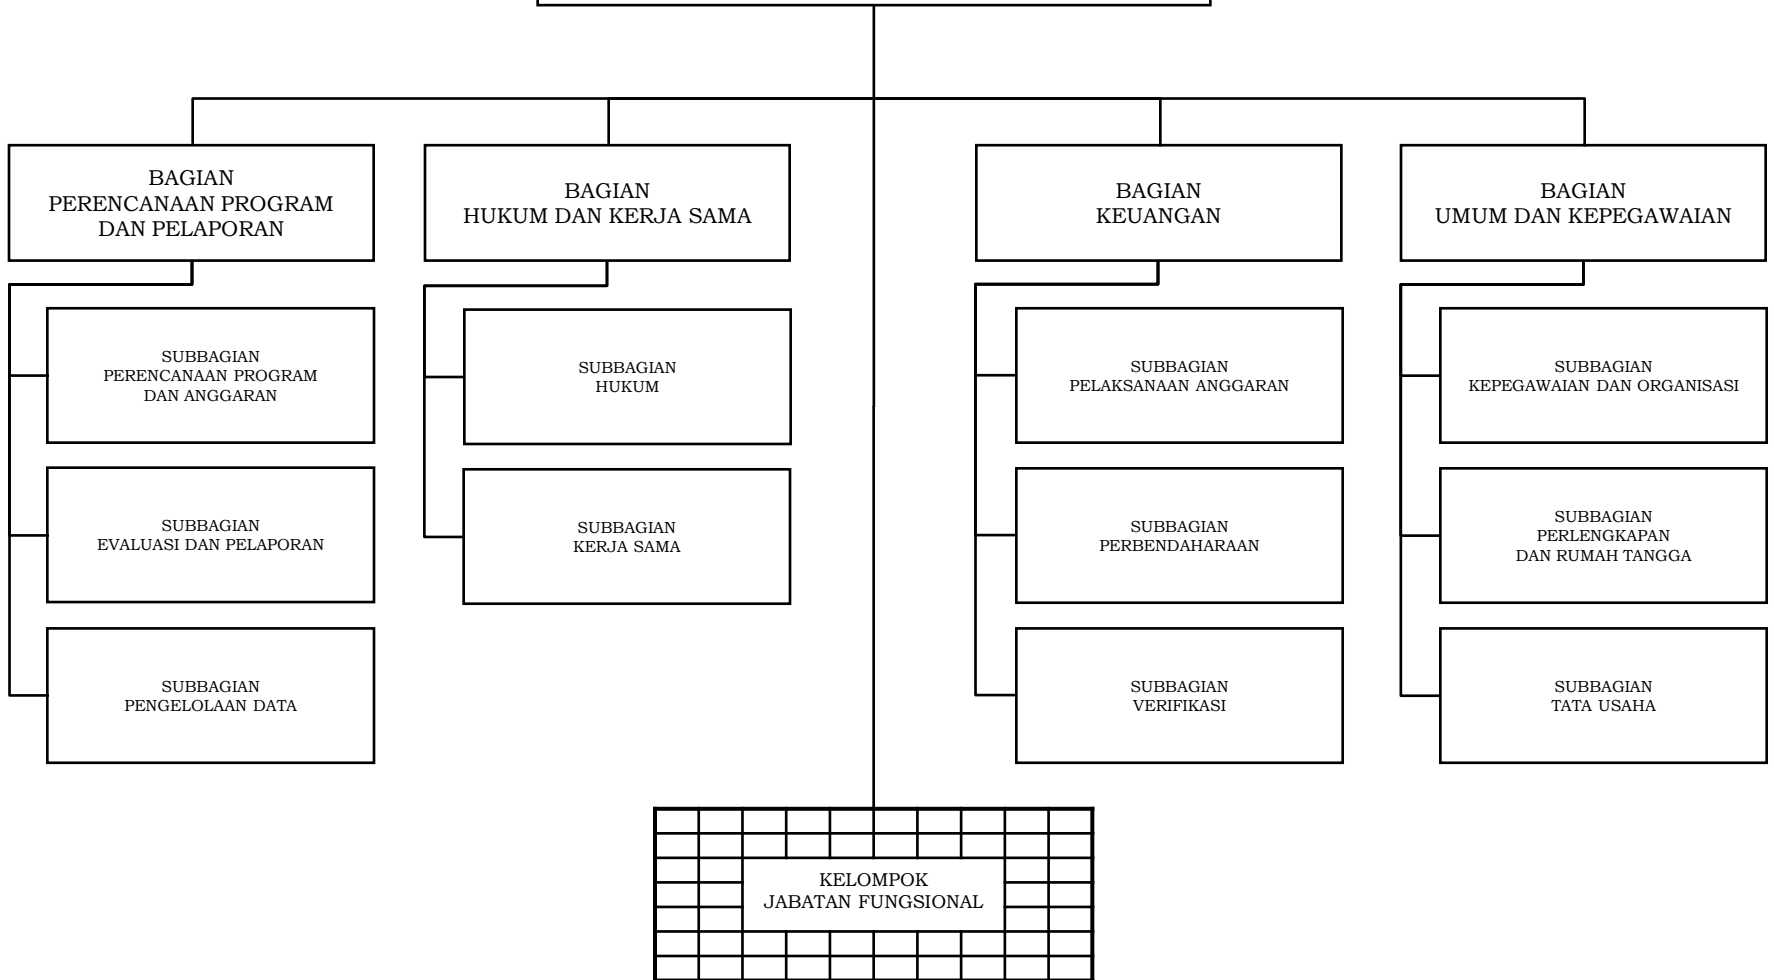 BAGIAN
PERENCANAAN PROGRAM
DAN PELAPORAN
BAGIAN
HUKUM DAN KERJA SAMA
BAGIAN
KEUANGAN
BAGIAN
UMUM DAN KEPEGAWAIAN
SUBBAGIAN
PERENCANAAN PROGRAM
DAN ANGGARAN
SUBBAGIAN
HUKUM
SUBBAGIAN
PELAKSANAAN ANGGARAN
SUBBAGIAN
KEPEGAWAIAN DAN ORGANISASI
SUBBAGIAN
EVALUASI DAN PELAPORAN
SUBBAGIAN
KERJA SAMA
SUBBAGIAN
PERBENDAHARAAN
SUBBAGIAN
PERLENGKAPAN
DAN RUMAH TANGGA
SUBBAGIAN
PENGELOLAAN DATA
SUBBAGIAN
VERIFIKASI
SUBBAGIAN
TATA USAHA
KELOMPOK
JABATAN FUNGSIONAL